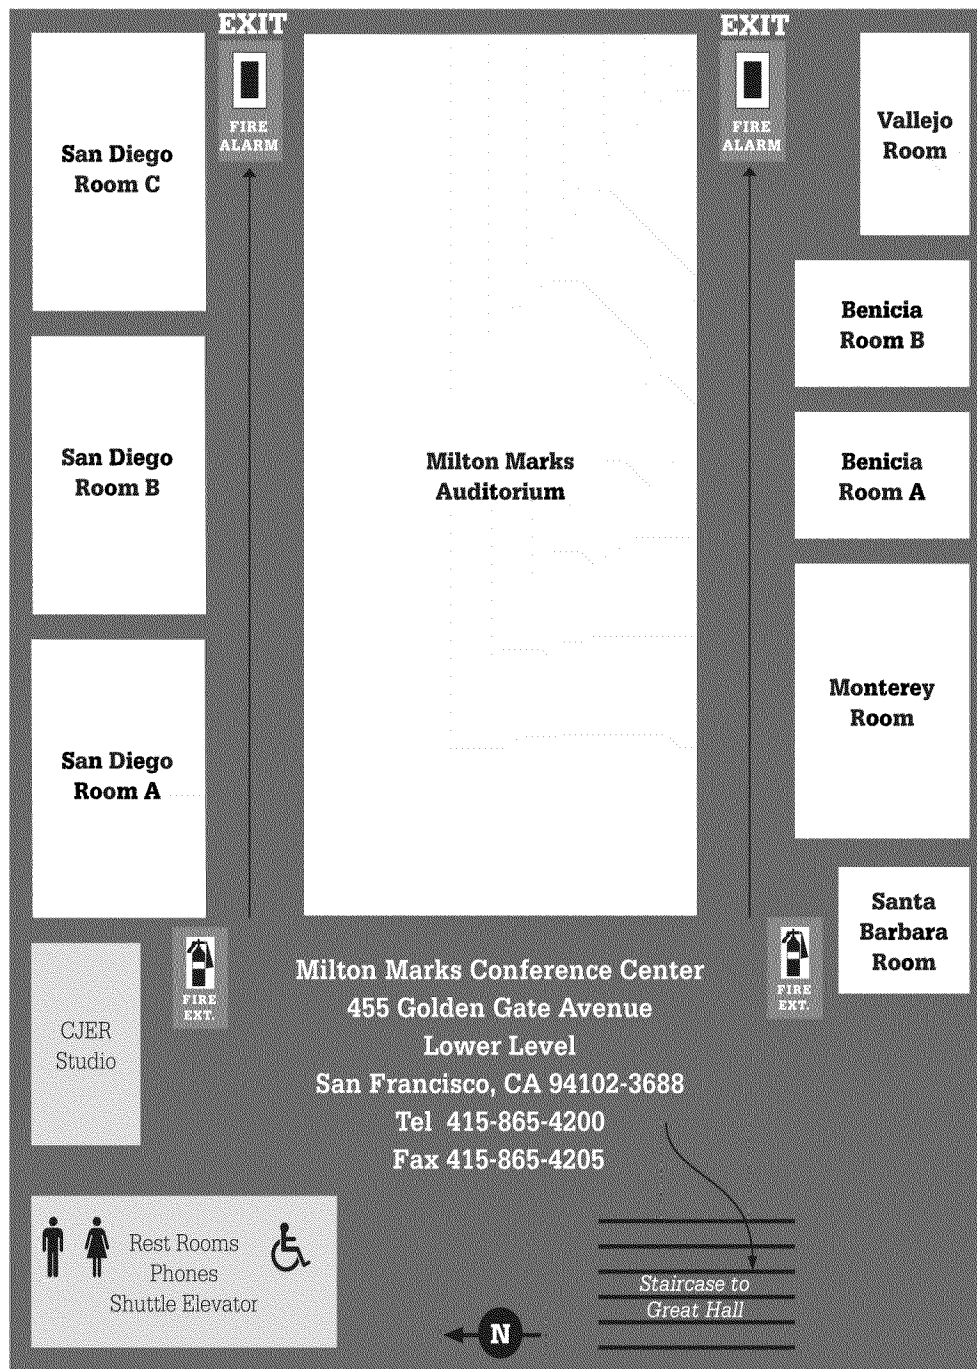 EXIT
EXIT
FIRE
ALARM
FIRE
ALARM
San Diego
Room C
Vallejo
Room
Benicia
Room B
San Diego
Room B
Milton Marks
Auditorium
Benicia
Room A
Monterey
Room
San Diego
Room A
Santa
Barbara
Room
FIRE
EXT.
FIRE
EXT.
CJER
Studio
Milton Marks Conference Center
455 Golden Gate Avenue
Lower Level
San Francisco, CA 94102-3688
Tel 415-865-4200
Fax 415-865-4205
Rest Rooms
Phones
Shuttle Elevator
Staircase to
Great Hall
N